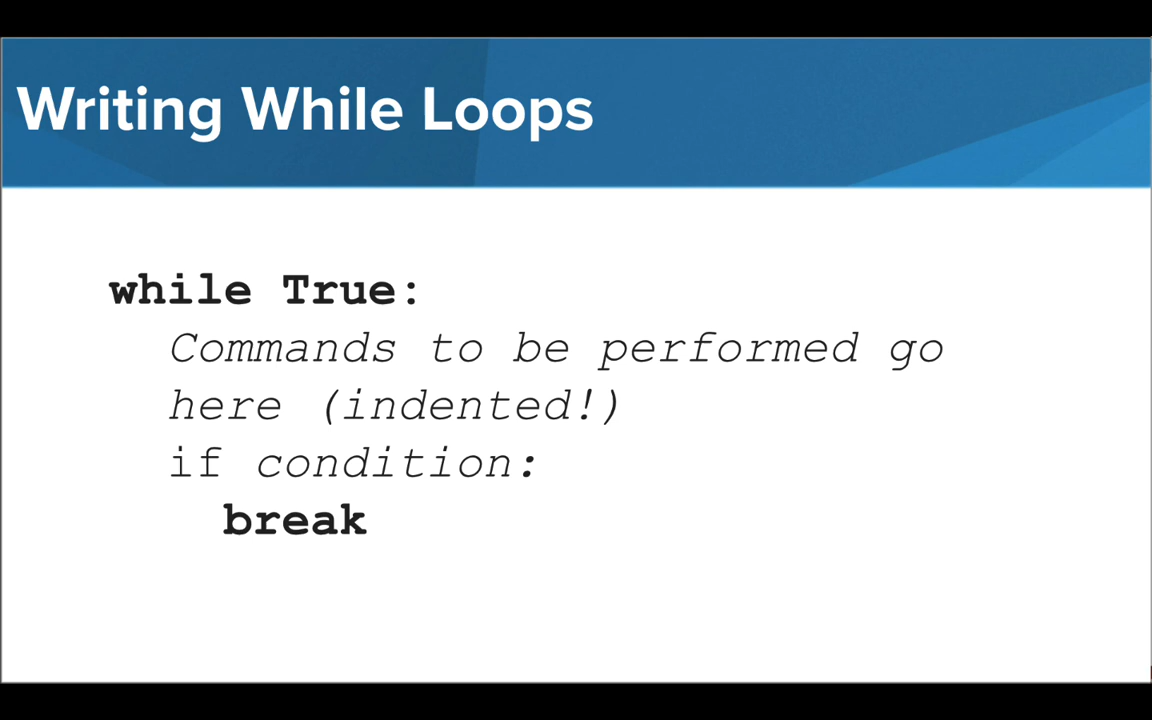 Writing While Loops
while True:
Commands to be performed go
here (indented!)
if condition:
break